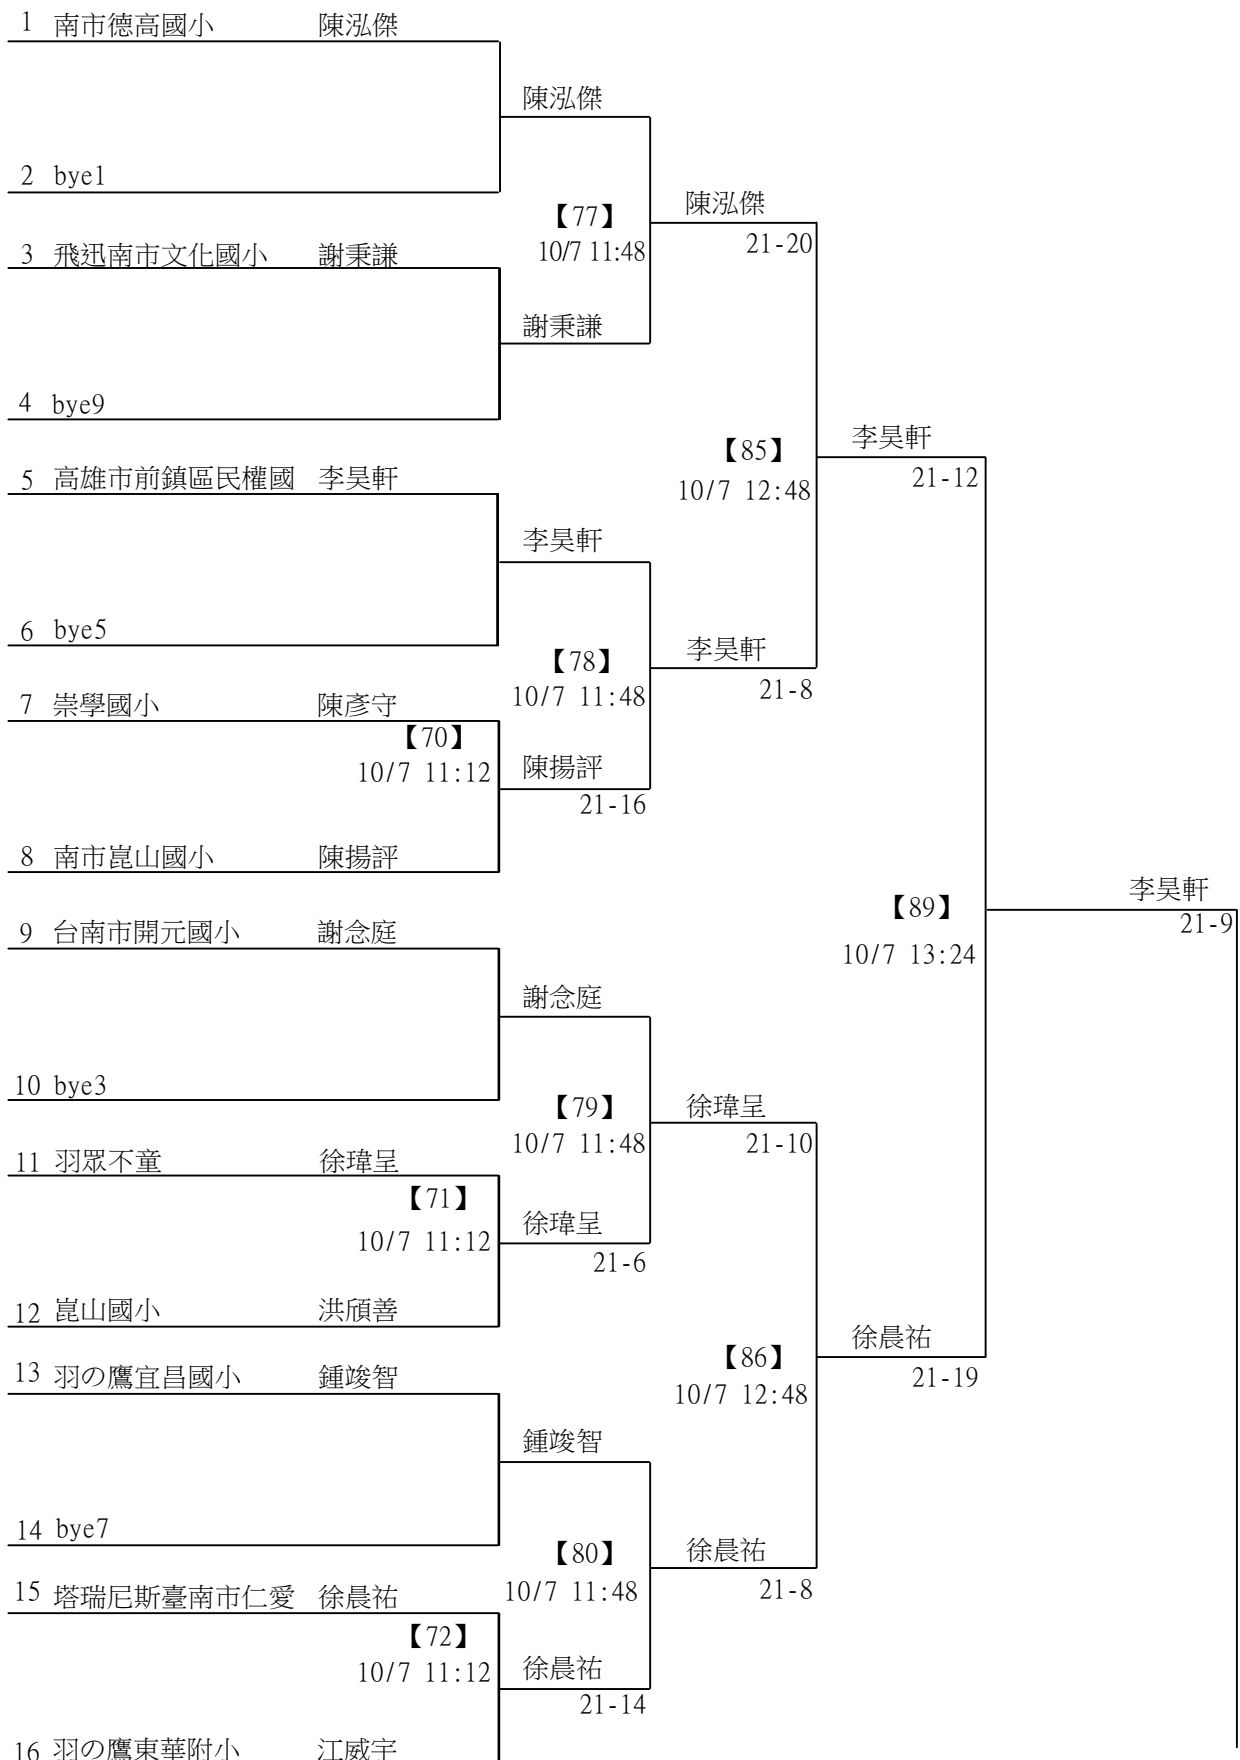 1 南市德高國小 陳泓傑
陳泓傑
2 bye1
【77】 陳泓傑
10/7 11:48 21-20
3 飛迅南市文化國小 謝秉謙
謝秉謙
4 bye9
【85】 李昊軒
10/7 12:48 21-12
5 高雄市前鎮區民權國 李昊軒
李昊軒
6 bye5
【78】 李昊軒
10/7 11:48 21-8
7 崇學國小 陳彥守
【70】
10/7 11:12 陳揚評
21-16
8 南市崑山國小 陳揚評
【89】 李昊軒
10/7 13:24 21-9
9 台南市開元國小 謝念庭
謝念庭
10 bye3
【79】 徐瑋呈
10/7 11:48 21-10
11 羽眾不童 徐瑋呈
【71】
10/7 11:12 徐瑋呈
21-6
12 崑山國小 洪頎善
【86】 徐晨祐
10/7 12:48 21-19
13 羽の鷹宜昌國小 鍾竣智
鍾竣智
14 bye7
【80】 徐晨祐
10/7 11:48 21-8
15 塔瑞尼斯臺南市仁愛 徐晨祐
【72】
10/7 11:12 徐晨祐
21-14
16 羽の鷹東華附小 江威宇